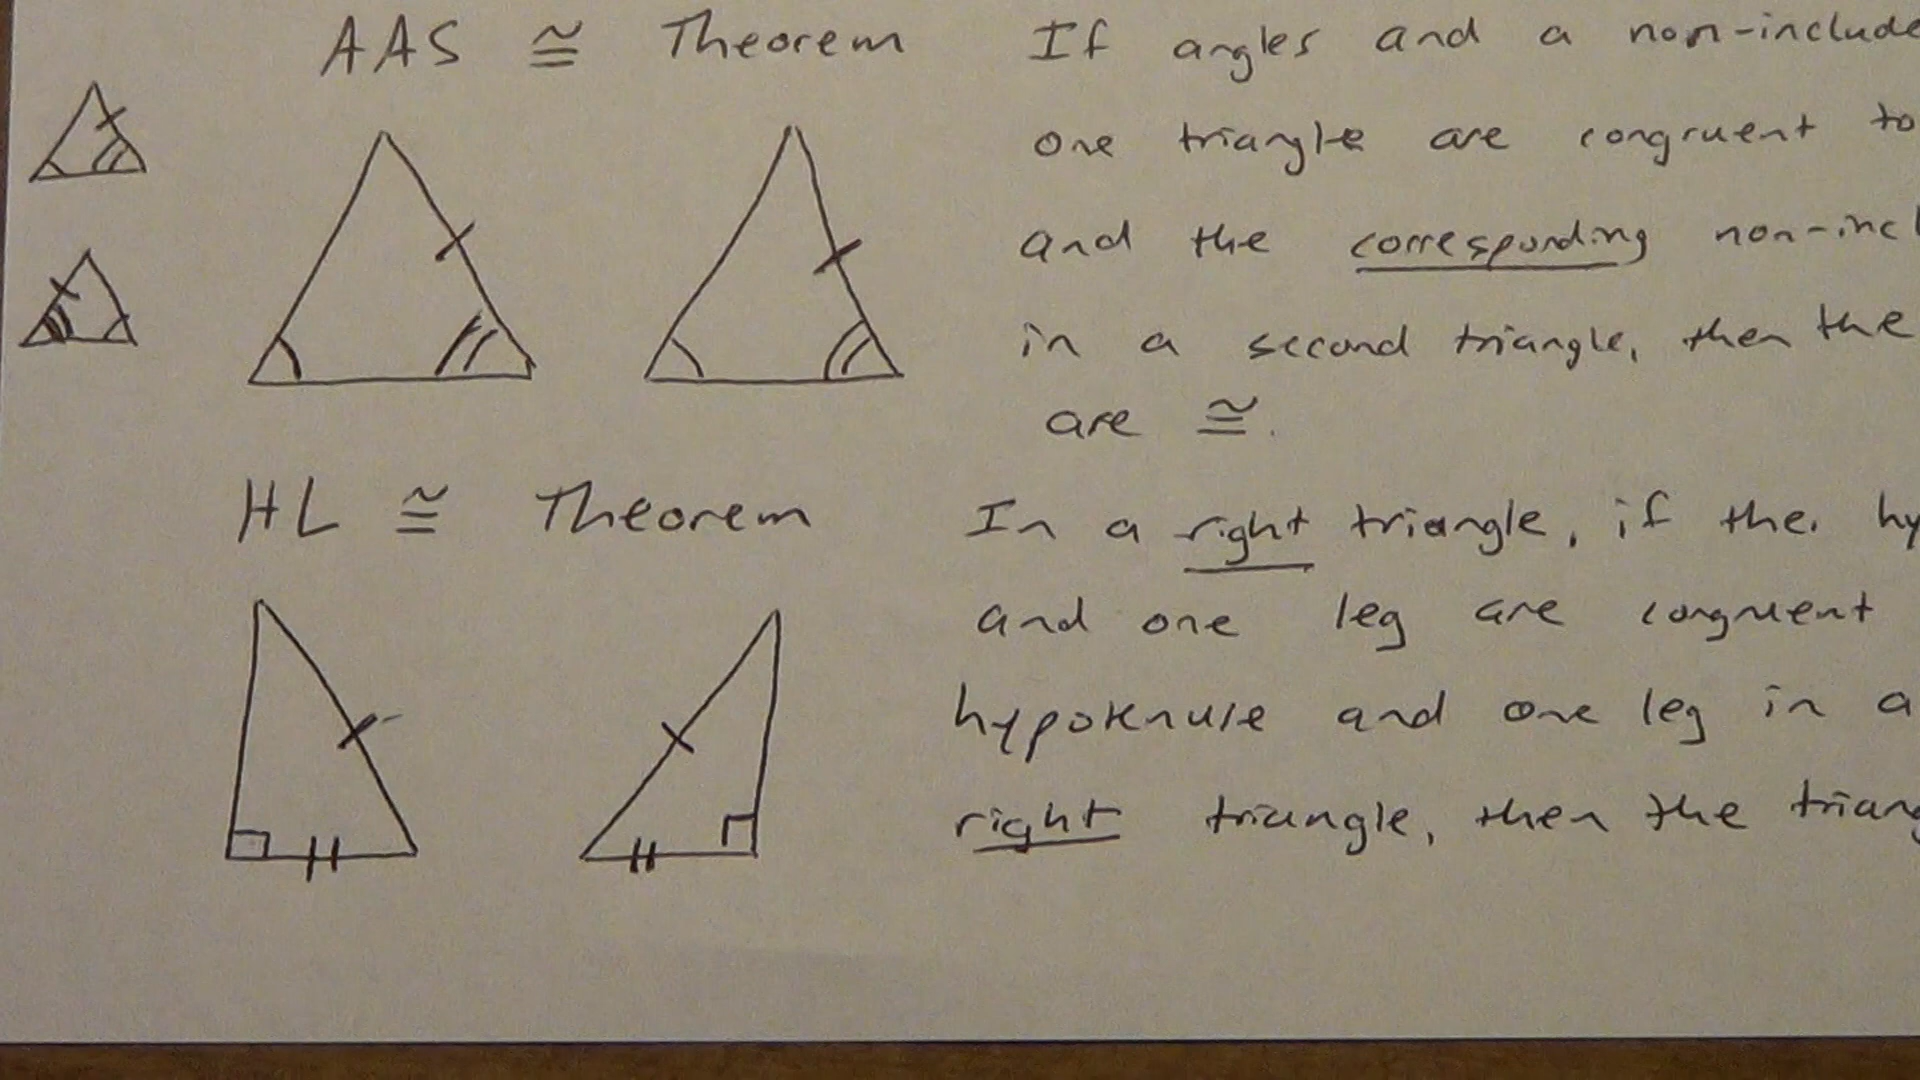 AAS ≅ Theorem
If angles and a non-include
one triangle are congruent to
and the corresponding non-incl
in a second triangle, then the
are ≅.
HL ≅ Theorem
In a right triangle, if the hy
and one leg are congruent
hypotenuse and one leg in a
right triangle, then the triang